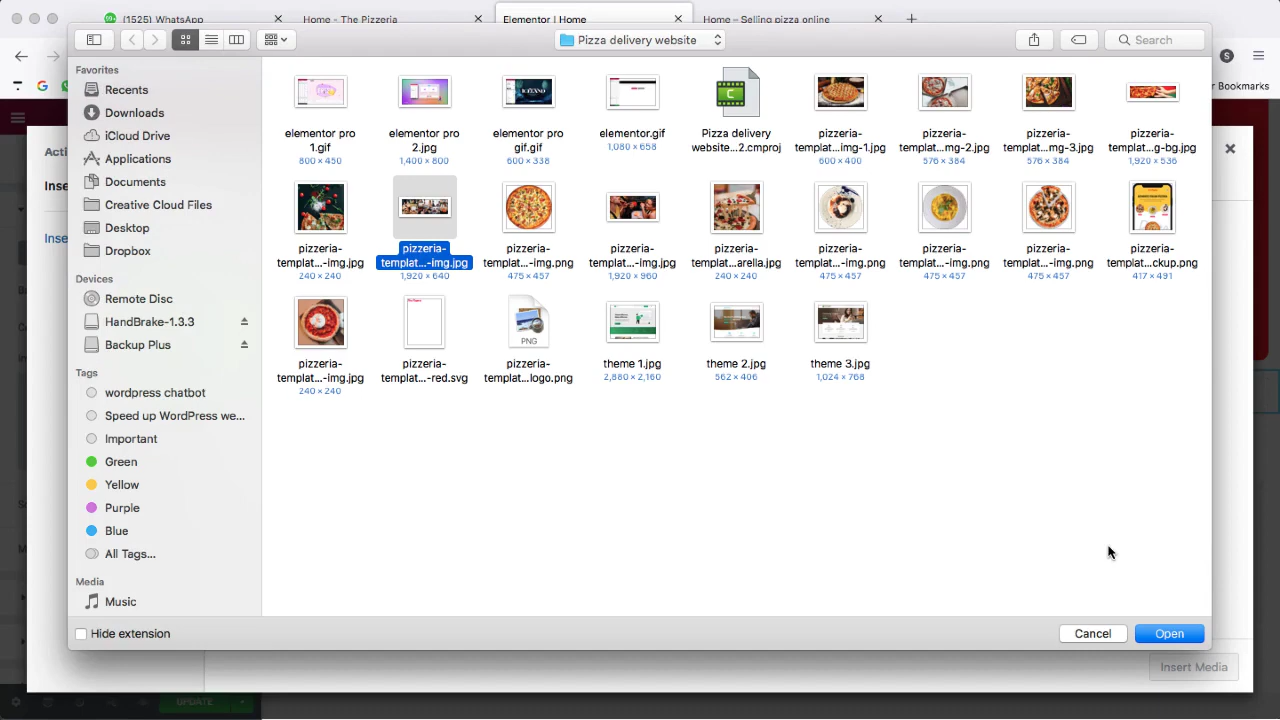 (1525) WhatsApp
Home - The Pizzeria
Elementor | Home
Home – Selling pizza online
Pizza delivery website
Search
S
r Bookmarks
Favorites
Recents
Downloads
iCloud Drive
Applications
Documents
Creative Cloud Files
Desktop
Dropbox
Devices
Remote Disc
HandBrake-1.3.3
Backup Plus
Tags
wordpress chatbot
Speed up WordPress we...
Important
Green
Yellow
Purple
Blue
All Tags...
Media
Music
elementor pro
1.gif
800 × 450
elementor pro
2.jpg
1,400 × 800
elementor pro
gif.gif
600 × 338
elementor.gif
1,080 × 658
Pizza delivery
website...2.cmproj
pizzeria-
templat...img-1.jpg
600 × 400
pizzeria-
templat...mg-2.jpg
576 × 384
pizzeria-
templat...mg-3.jpg
576 × 384
pizzeria-
templat...g-bg.jpg
1,920 × 536
pizzeria-
templat...-img.jpg
240 × 240
pizzeria-
templat...-img.jpg
1,920 × 640
pizzeria-
templat...-img.png
475 × 457
pizzeria-
templat...-img.jpg
1,920 × 960
pizzeria-
templat...arella.jpg
240 × 240
pizzeria-
templat...-img.png
475 × 457
pizzeria-
templat...-img.png
475 × 457
pizzeria-
templat...-img.png
475 × 457
pizzeria-
templat...ckup.png
417 × 491
pizzeria-
templat...-img.jpg
240 × 240
pizzeria-
templat...-red.svg
PNG
pizzeria-
templat...logo.png
theme 1.jpg
2,880 × 2,160
theme 2.jpg
562 × 406
theme 3.jpg
1,024 × 768
Acti
Inse
Inse
Hide extension
Cancel
Open
Insert Media
UPDATE